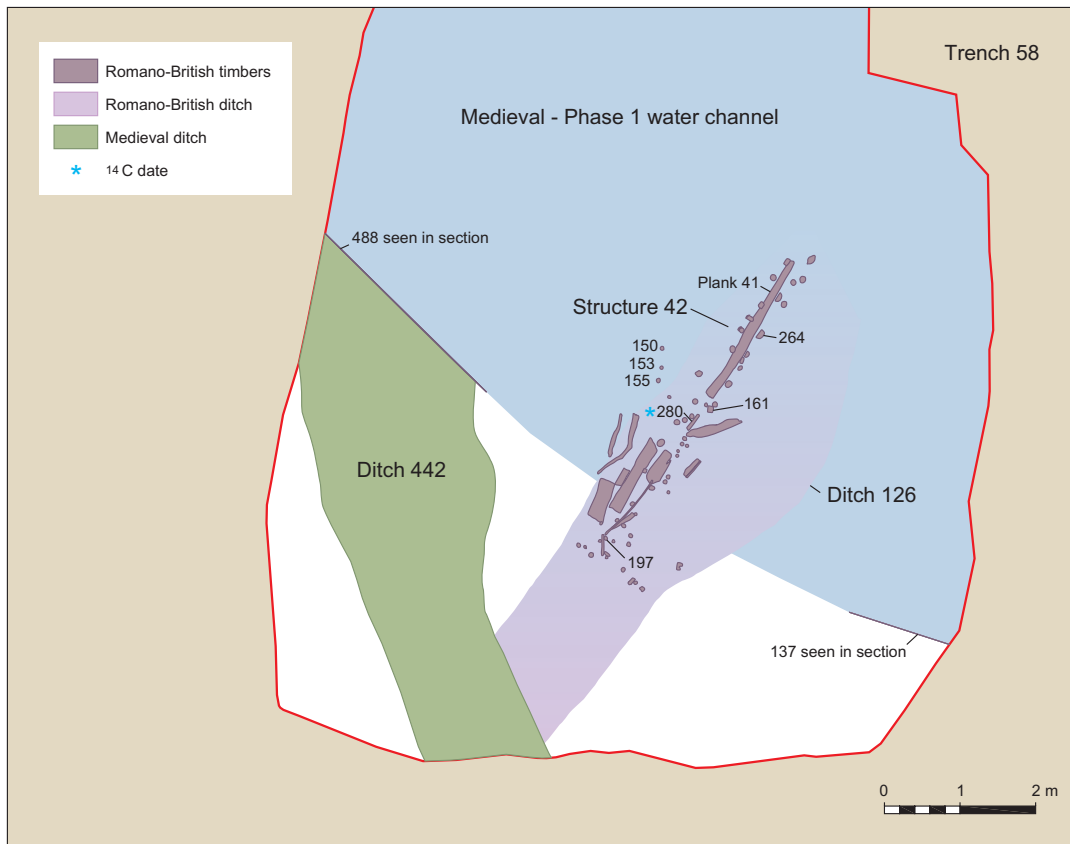 Trench 58
Romano-British timbers
Romano-British ditch
Medieval ditch
* 14 C date
Medieval - Phase 1 water channel
488 seen in section
Plank 41
Structure 42
264
150
153
155
280
161
Ditch 442
Ditch 126
197
137 seen in section
0 1 2 m